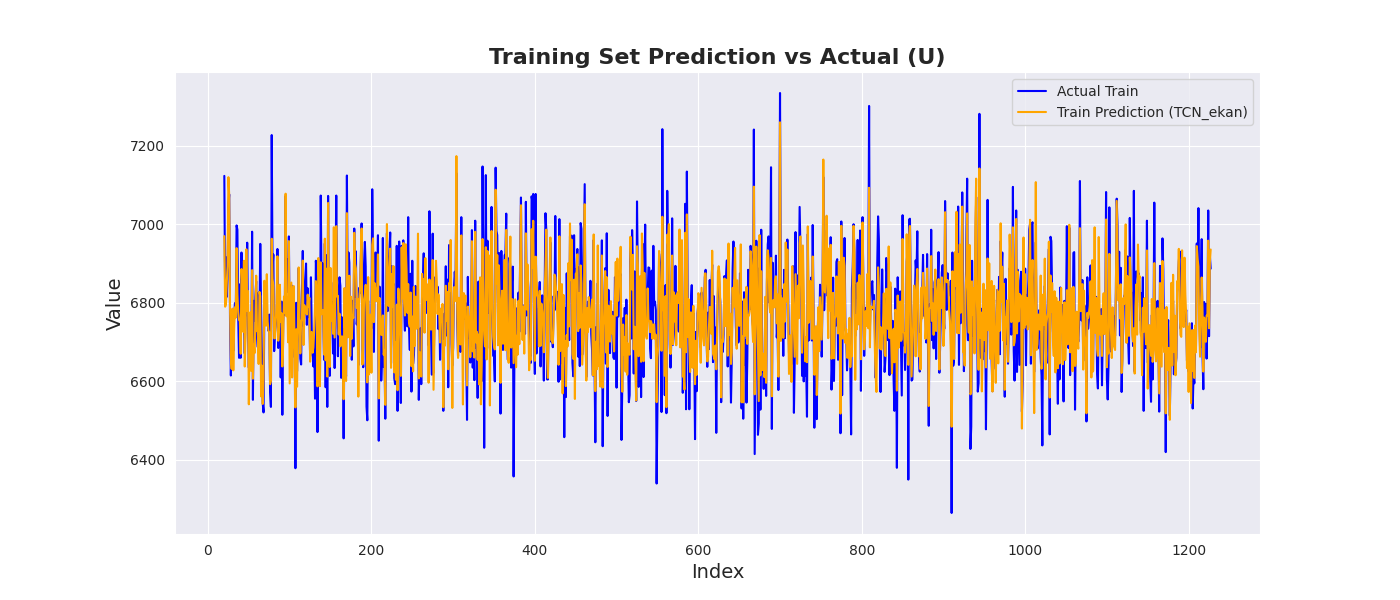 Training Set Prediction vs Actual (U)
Actual Train
Train Prediction (TCN_ekan)
Value
7200
7000
6800
6600
6400
0 200 400 600 800 1000 1200
Index